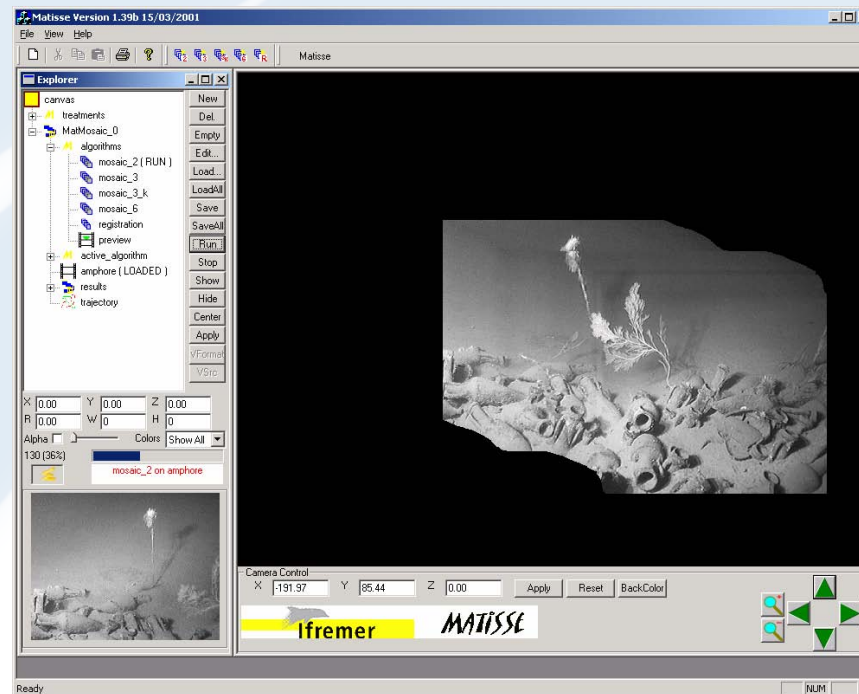 Matisse Version 1.39b 15/03/2001
File View Help
Matisse
Explorer
canvas
treatments
MatMosaic_0
algorithms
mosaic_2 ( RUN )
mosaic_3
mosaic_3_k
mosaic_6
registration
preview
active_algorithm
amphore ( LOADED )
results
trajectory
New
Del.
Empty
Edit...
Load...
LoadAll
Save
SaveAll
Run
Stop
Show
Hide
Center
Apply
VFormat
VSrc
X 0.00 Y 0.00 Z 0.00
R 0.00 W 0 H 0
Alpha Colors Show All
130 (36%)
mosaic_2 on amphore
Camera Control
X -191.97 Y 85.44 Z 0.00 Apply Reset BackColor
Ifremer MATISSE
Ready NUM